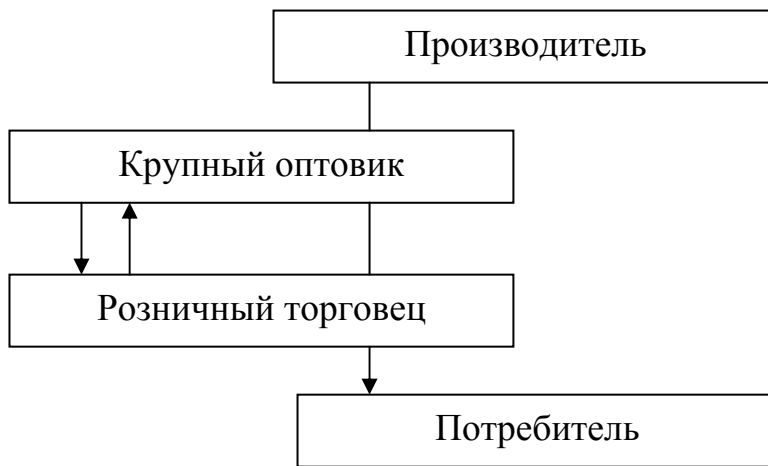 Производитель
Крупный оптовик
Розничный торговец
Потребитель